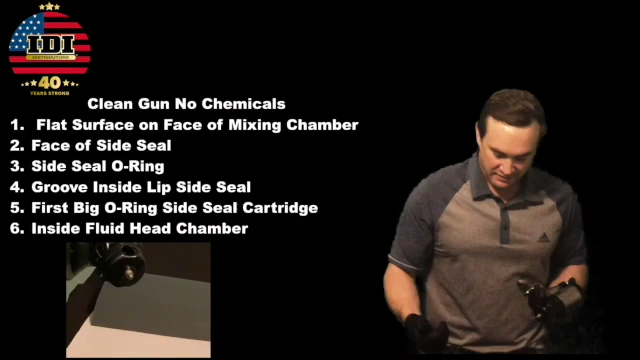 IDI
DISTRIBUTORS
40
YEARS STRONG
Clean Gun No Chemicals
1. Flat Surface on Face of Mixing Chamber
2. Face of Side Seal
3. Side Seal O-Ring
4. Groove Inside Lip Side Seal
5. First Big O-Ring Side Seal Cartridge
6. Inside Fluid Head Chamber
adidas